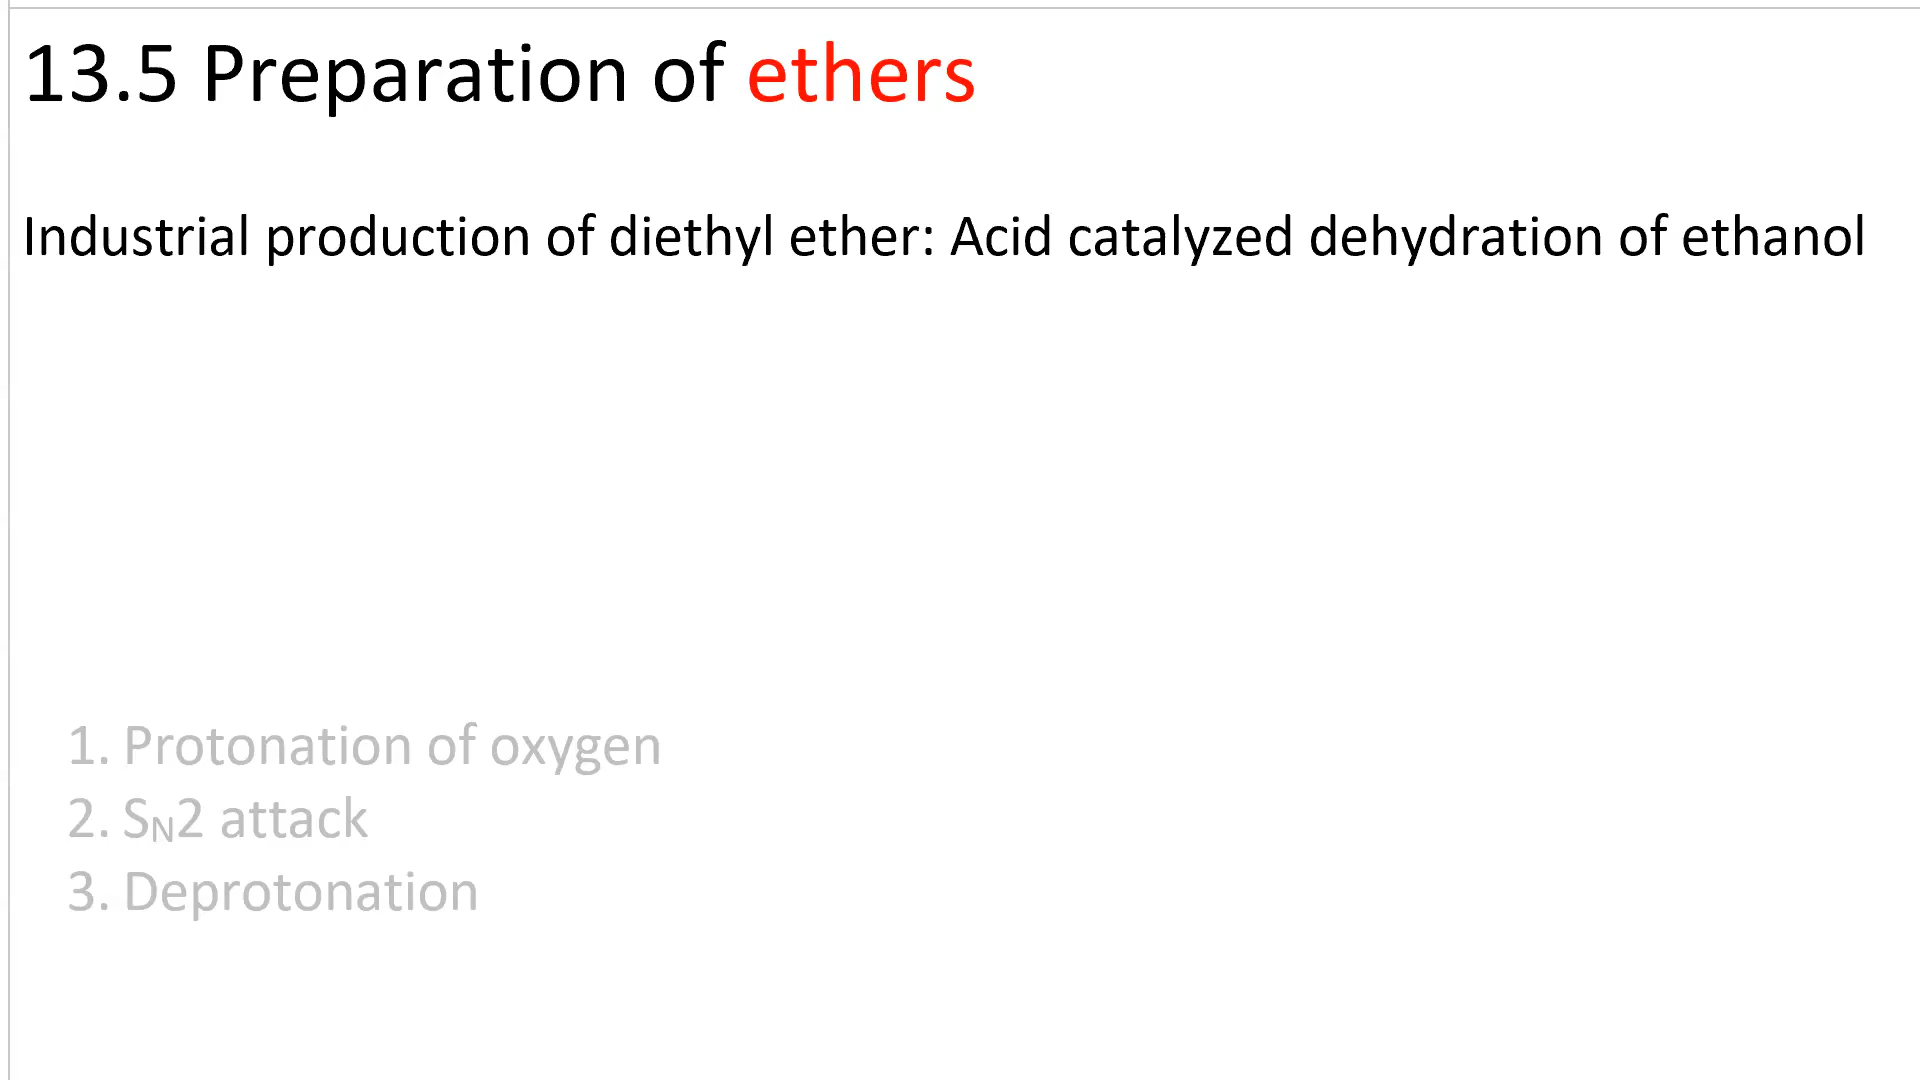 13.5 Preparation of ethers
Industrial production of diethyl ether: Acid catalyzed dehydration of ethanol
1. Protonation of oxygen
2. SN2 attack
3. Deprotonation